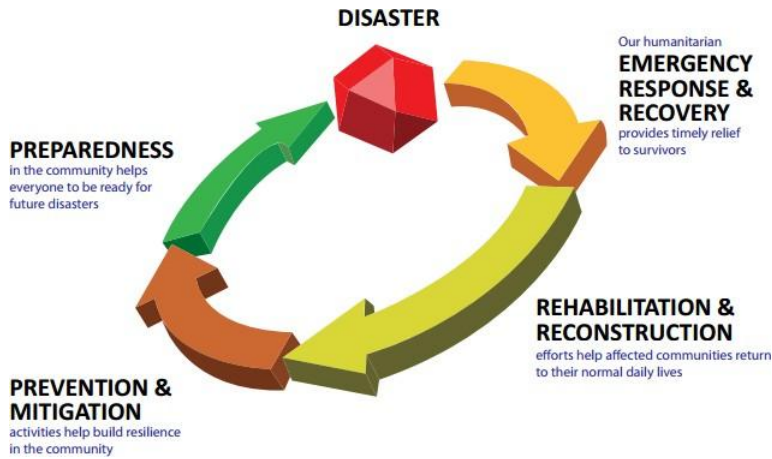 DISASTER
Our humanitarian
EMERGENCY
RESPONSE &
RECOVERY
provides timely relief
to survivors
REHABILITATION &
RECONSTRUCTION
efforts help affected communities return
to their normal daily lives
PREVENTION &
MITIGATION
activities help build resilience
in the community
PREPAREDNESS
in the community helps
everyone to be ready for
future disasters